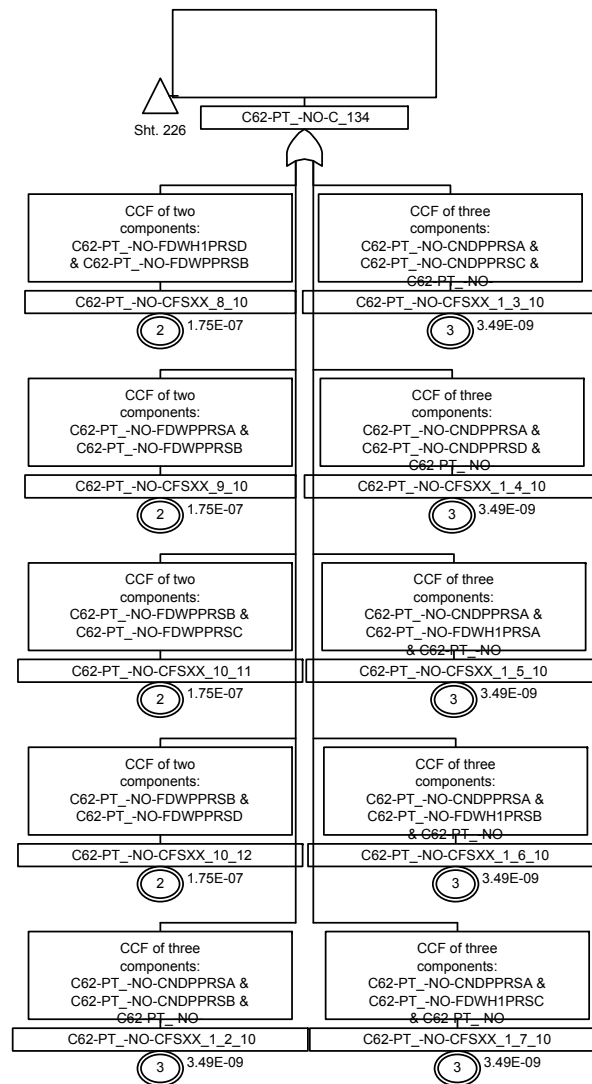 Sht. 226
C62-PT_-NO-C_134
CCF of two
components:
C62-PT_-NO-FDWH1PRSD
& C62-PT_-NO-FDWPPRSB
C62-PT_-NO-CFSXX_8_10
2
1.75E-07
CCF of two
components:
C62-PT_-NO-FDWPPRSA &
C62-PT_-NO-FDWPPRSB
C62-PT_-NO-CFSXX_9_10
2
1.75E-07
CCF of two
components:
C62-PT_-NO-FDWPPRSB &
C62-PT_-NO-FDWPPRSC
C62-PT_-NO-CFSXX_10_11
2
1.75E-07
CCF of two
components:
C62-PT_-NO-FDWPPRSB &
C62-PT_-NO-FDWPPRSD
C62-PT_-NO-CFSXX_10_12
2
1.75E-07
CCF of three
components:
C62-PT_-NO-CNDPPRSA &
C62-PT_-NO-CNDPPRSB &
C62-PT_-NO
C62-PT_-NO-CFSXX_1_2_10
3
3.49E-09
CCF of three
components:
C62-PT_-NO-CNDPPRSA &
C62-PT_-NO-CNDPPRSC &
C62-PT_-NO-
C62-PT_-NO-CFSXX_1_3_10
3
3.49E-09
CCF of three
components:
C62-PT_-NO-CNDPPRSA &
C62-PT_-NO-CNDPPRSD &
C62-PT_-NO
C62-PT_-NO-CFSXX_1_4_10
3
3.49E-09
CCF of three
components:
C62-PT_-NO-CNDPPRSA &
C62-PT_-NO-FDWH1PRSA
& C62-PT_-NO
C62-PT_-NO-CFSXX_1_5_10
3
3.49E-09
CCF of three
components:
C62-PT_-NO-CNDPPRSA &
C62-PT_-NO-FDWH1PRSB
& C62-PT_-NO
C62-PT_-NO-CFSXX_1_6_10
3
3.49E-09
CCF of three
components:
C62-PT_-NO-CNDPPRSA &
C62-PT_-NO-FDWH1PRSC
& C62-PT_-NO
C62-PT_-NO-CFSXX_1_7_10
3
3.49E-09